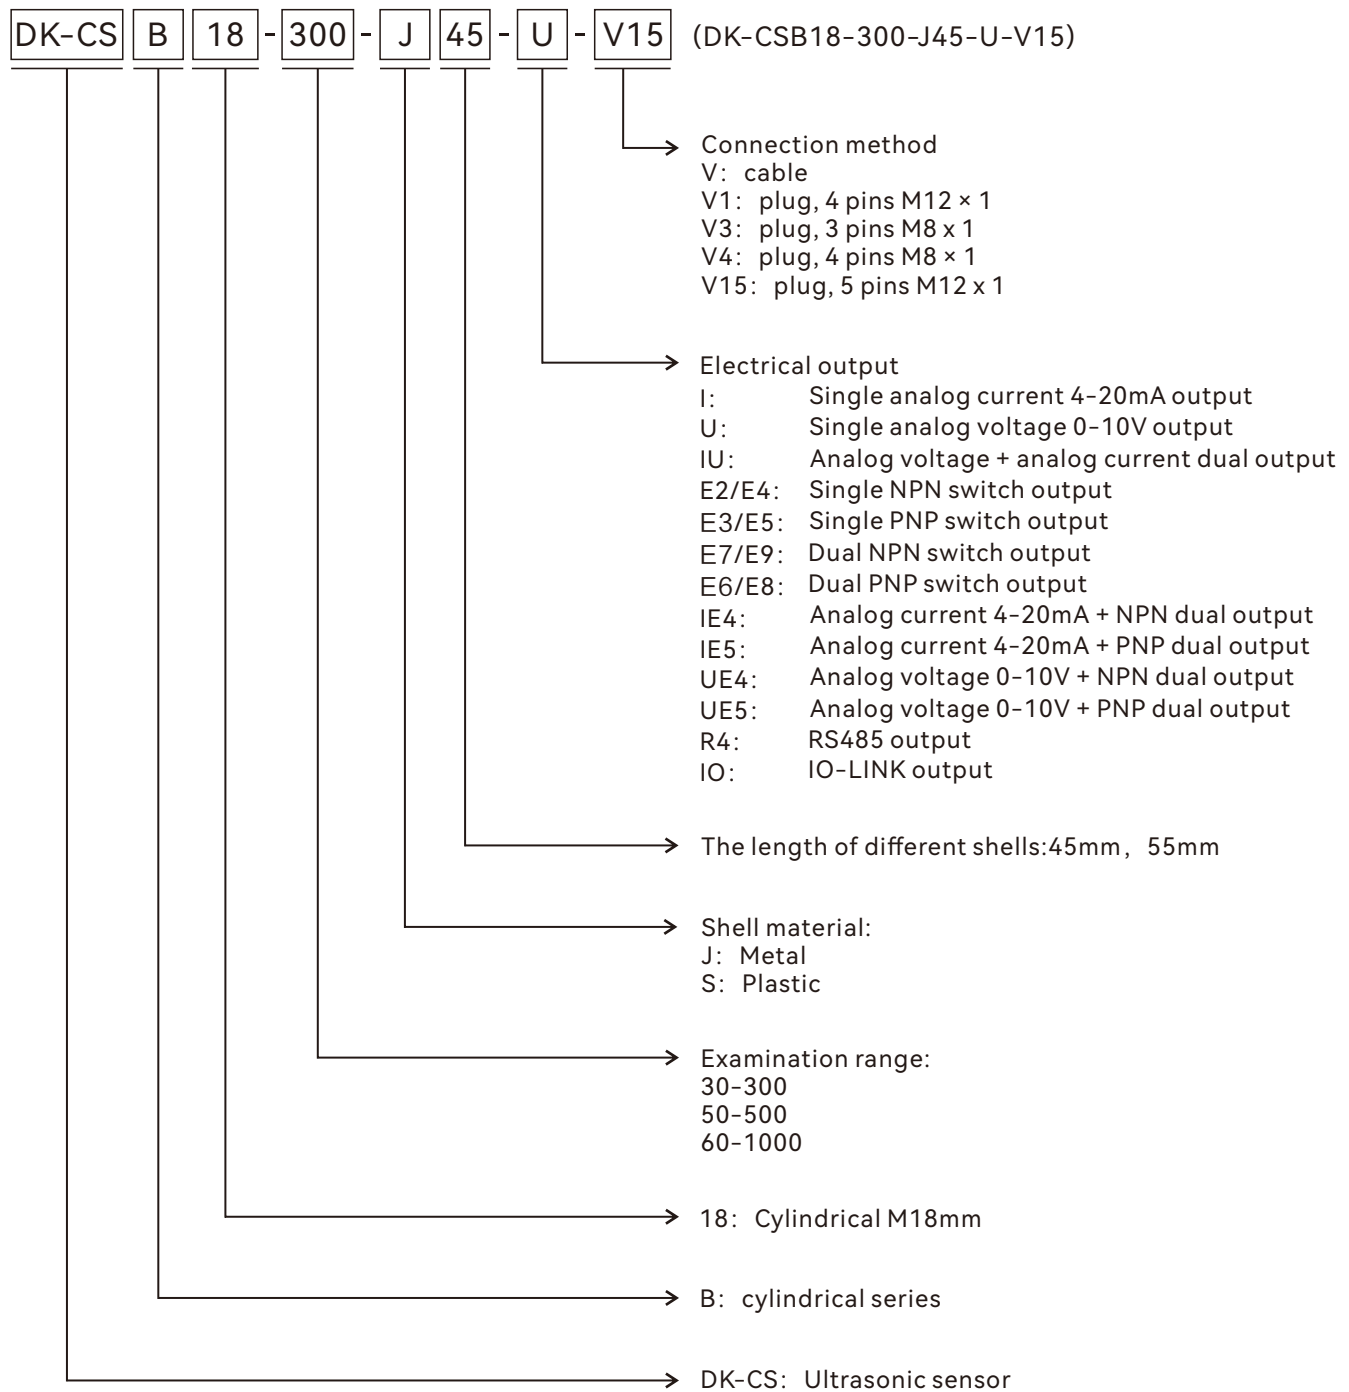 DK-CS B 18 - 300 - J 45 - U - V15 (DK-CSB18-300-J45-U-V15)
Connection method
V: cable
V1: plug, 4 pins M12 × 1
V3: plug, 3 pins M8 x 1
V4: plug, 4 pins M8 × 1
V15: plug, 5 pins M12 x 1
Electrical output
I: Single analog current 4-20mA output
U: Single analog voltage 0-10V output
IU: Analog voltage + analog current dual output
E2/E4: Single NPN switch output
E3/E5: Single PNP switch output
E7/E9: Dual NPN switch output
E6/E8: Dual PNP switch output
IE4: Analog current 4-20mA + NPN dual output
IE5: Analog current 4-20mA + PNP dual output
UE4: Analog voltage 0-10V + NPN dual output
UE5: Analog voltage 0-10V + PNP dual output
R4: RS485 output
IO: IO-LINK output
The length of different shells:45mm, 55mm
Shell material:
J: Metal
S: Plastic
Examination range:
30-300
50-500
60-1000
18: Cylindrical M18mm
B: cylindrical series
DK-CS: Ultrasonic sensor